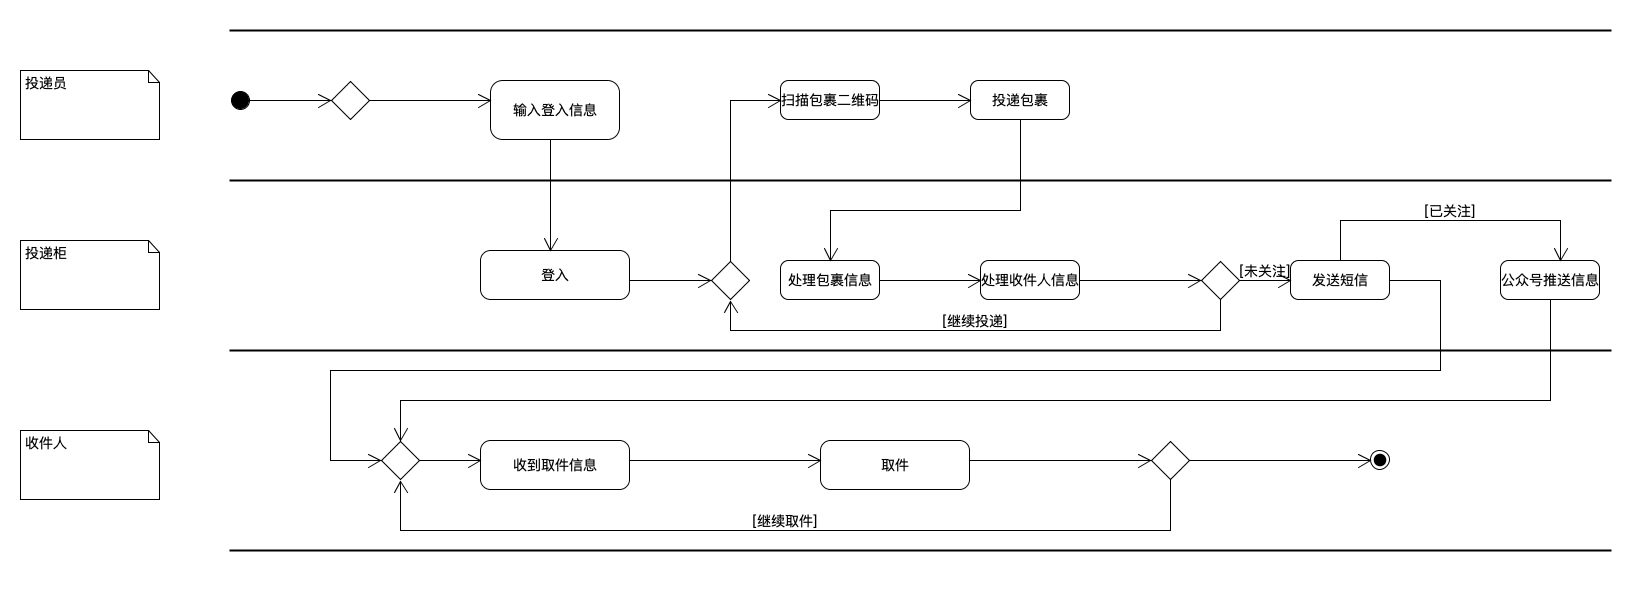 投递员
输入登入信息
扫描包裹二维码
投递包裹
投递柜
登入
处理包裹信息
处理收件人信息
[未关注]
发送短信
[已关注]
公众号推送信息
[继续投递]
收件人
收到取件信息
取件
[继续取件]